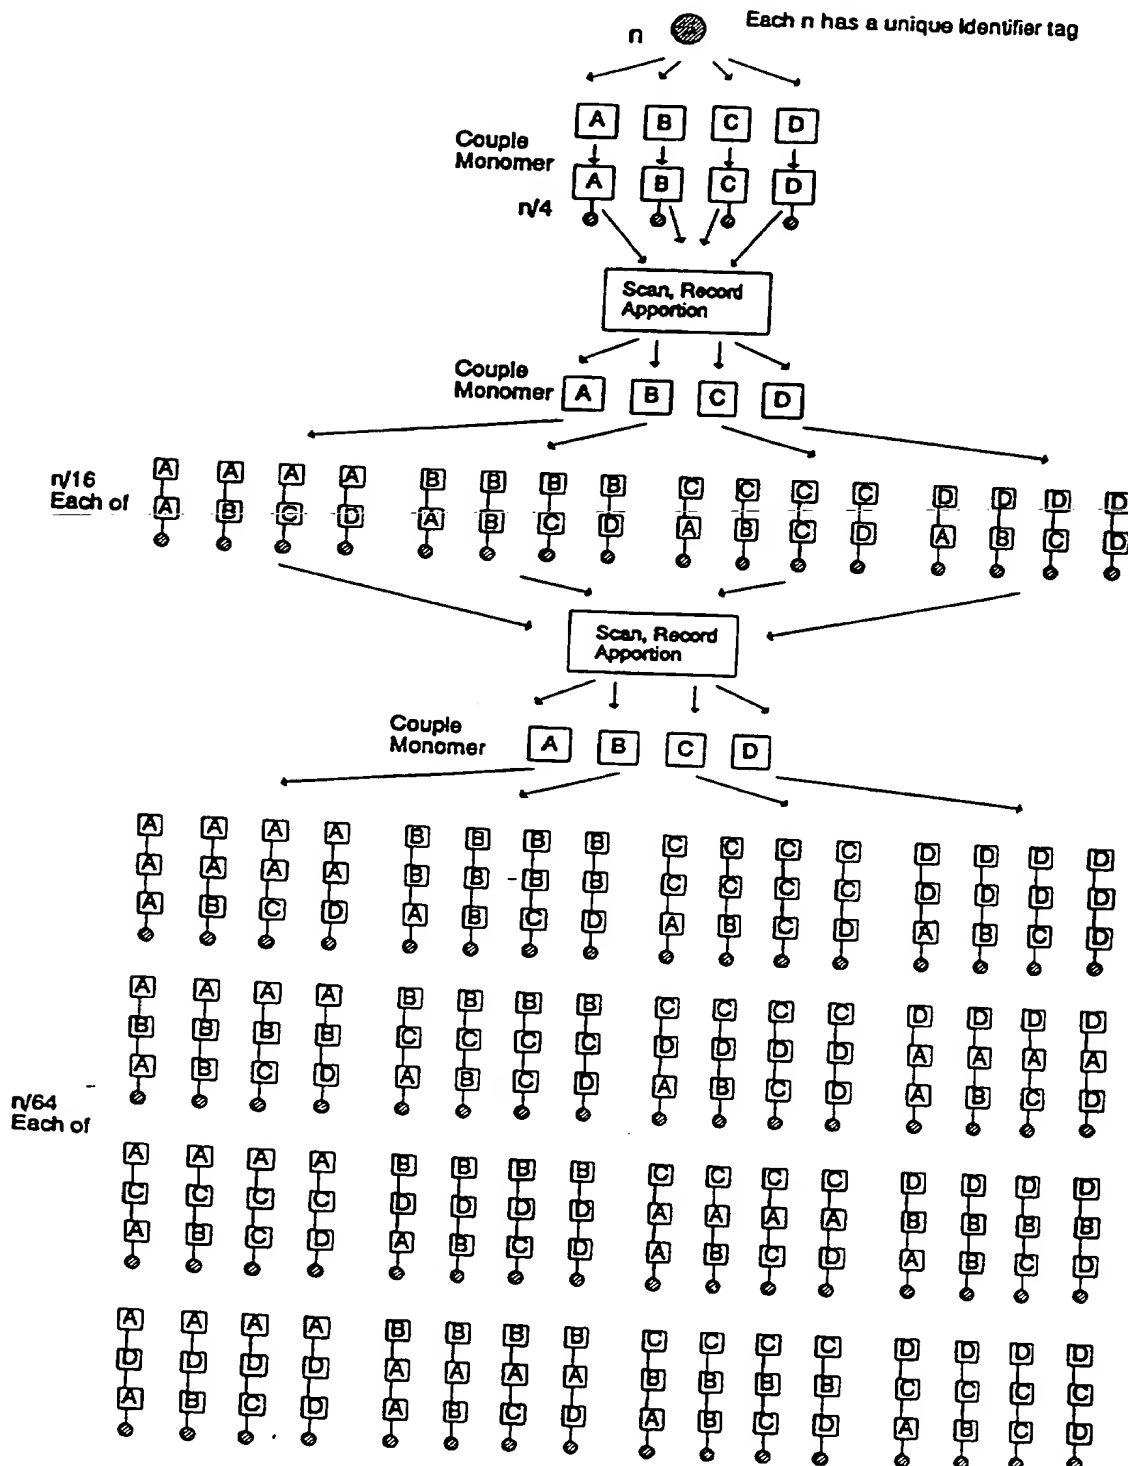 n
Each n has a unique identifier tag
A B C D
Couple
Monomer
A B C D
n/4
Scan, Record
Apportion
Couple
Monomer
A B C D
n/16
Each of
A A A A B B B B C C C C D D D D
A B C D A B C D A B C D A B C D
Scan, Record
Apportion
Couple
Monomer
A B C D
A A A A B B B B C C C C D D D D
A A A A B B B B C C C C D D D D
A B C D A B C D A B C D A B C D
A A A A B B B B C C C C D D D D
B B B B C C C C D D D D A A A A
A B C D A B C D A B C D A B C D
n/64
Each of
A A A A B B B B C C C C D D D D
C C C C D D D D A A A A B B B B
A B C D A B C D A B C D A B C D
A A A A B B B B C C C C D D D D
D D D D A A A A B B B B C C C C
A B C D A B C D A B C D A B C D